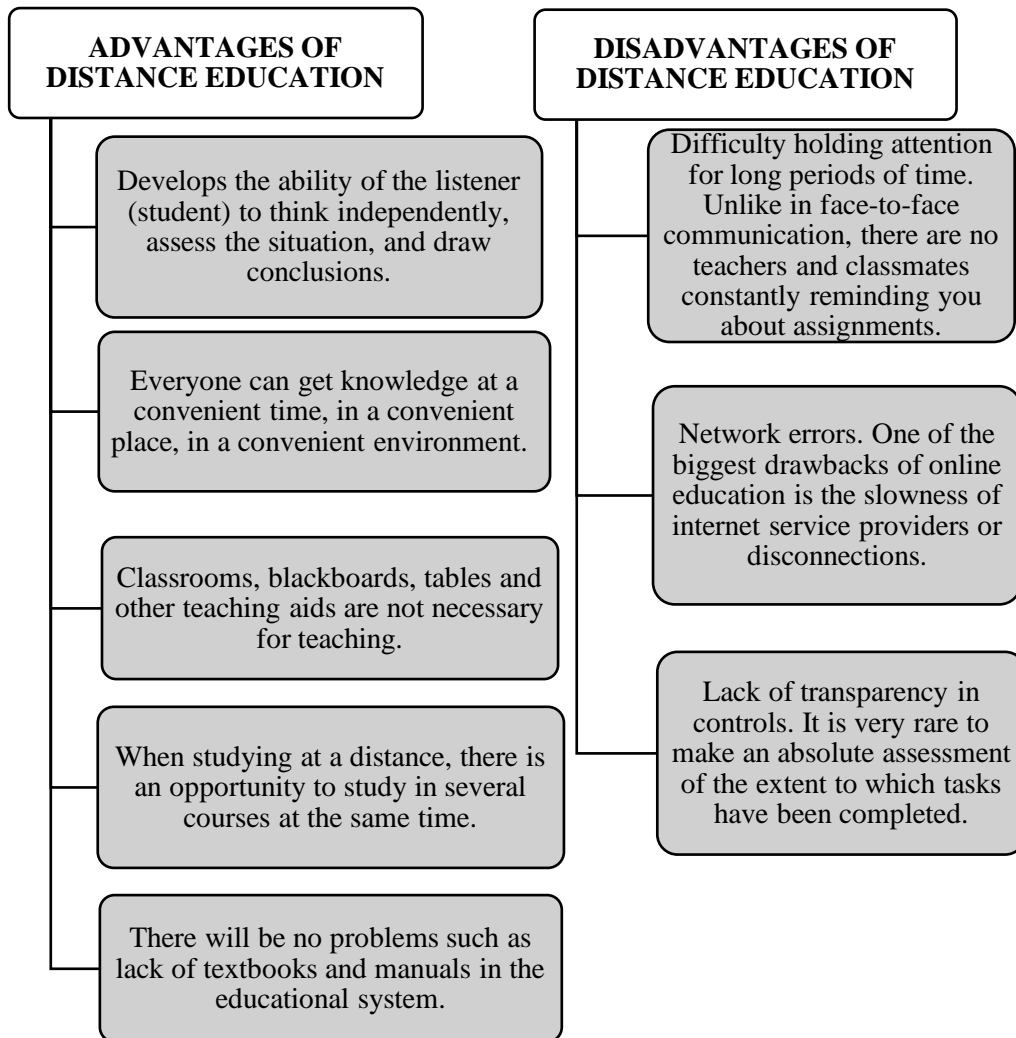 ADVANTAGES OF
DISTANCE EDUCATION
Develops the ability of the listener
(student) to think independently,
assess the situation, and draw
conclusions.
Everyone can get knowledge at a
convenient time, in a convenient
place, in a convenient environment.
Classrooms, blackboards, tables and
other teaching aids are not necessary
for teaching.
When studying at a distance, there is
an opportunity to study in several
courses at the same time.
There will be no problems such as
lack of textbooks and manuals in the
educational system.
DISADVANTAGES OF
DISTANCE EDUCATION
Difficulty holding attention
for long periods of time.
Unlike in face-to-face
communication, there are no
teachers and classmates
constantly reminding you
about assignments.
Network errors. One of the
biggest drawbacks of online
education is the slowness of
internet service providers or
disconnections.
Lack of transparency in
controls. It is very rare to
make an absolute assessment
of the extent to which tasks
have been completed.